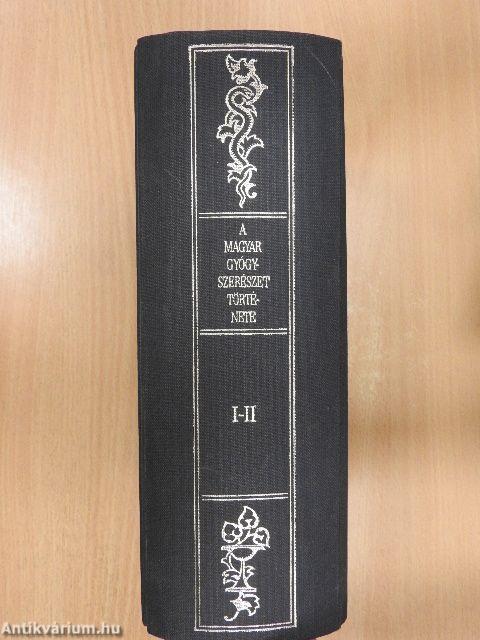 A
MAGYAR
GYÓGY-
SZERÉSZET
TÖRTÉ-
NETE
I-II
Antikvárium.hu